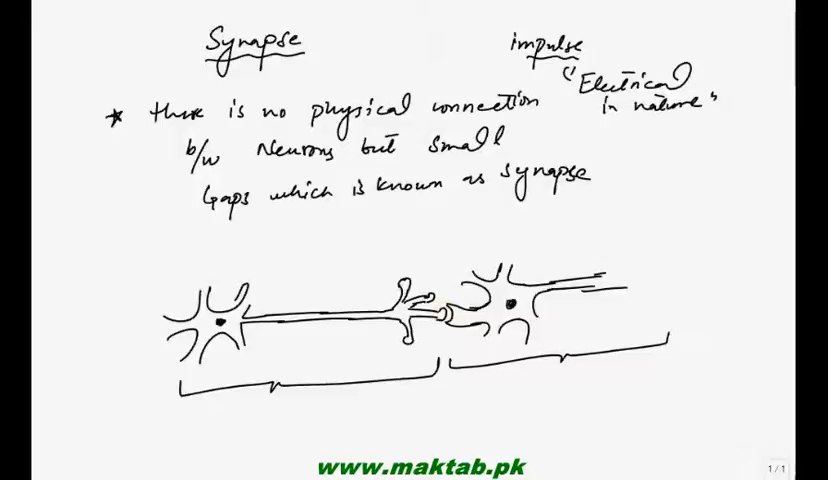 Synapse
impulse
"Electrical
in nature"
* there is no physical connection
b/w Neurons but small
Gaps which is known as synapse
www.maktab.pk
1/1